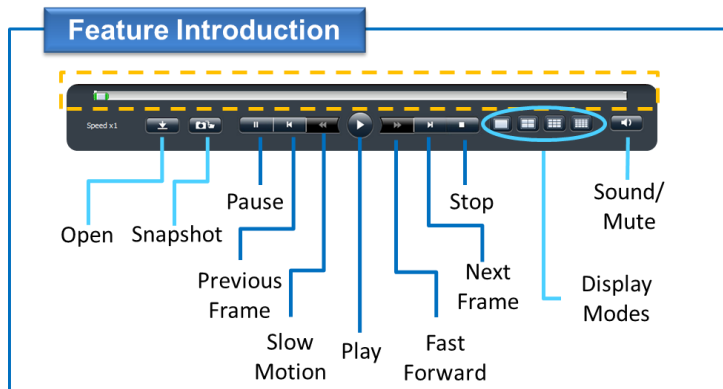 Feature Introduction
Speed x1
Pause
Stop
Sound/
Mute
Open
Snapshot
Previous
Frame
Next
Frame
Display
Modes
Slow
Motion
Play
Fast
Forward